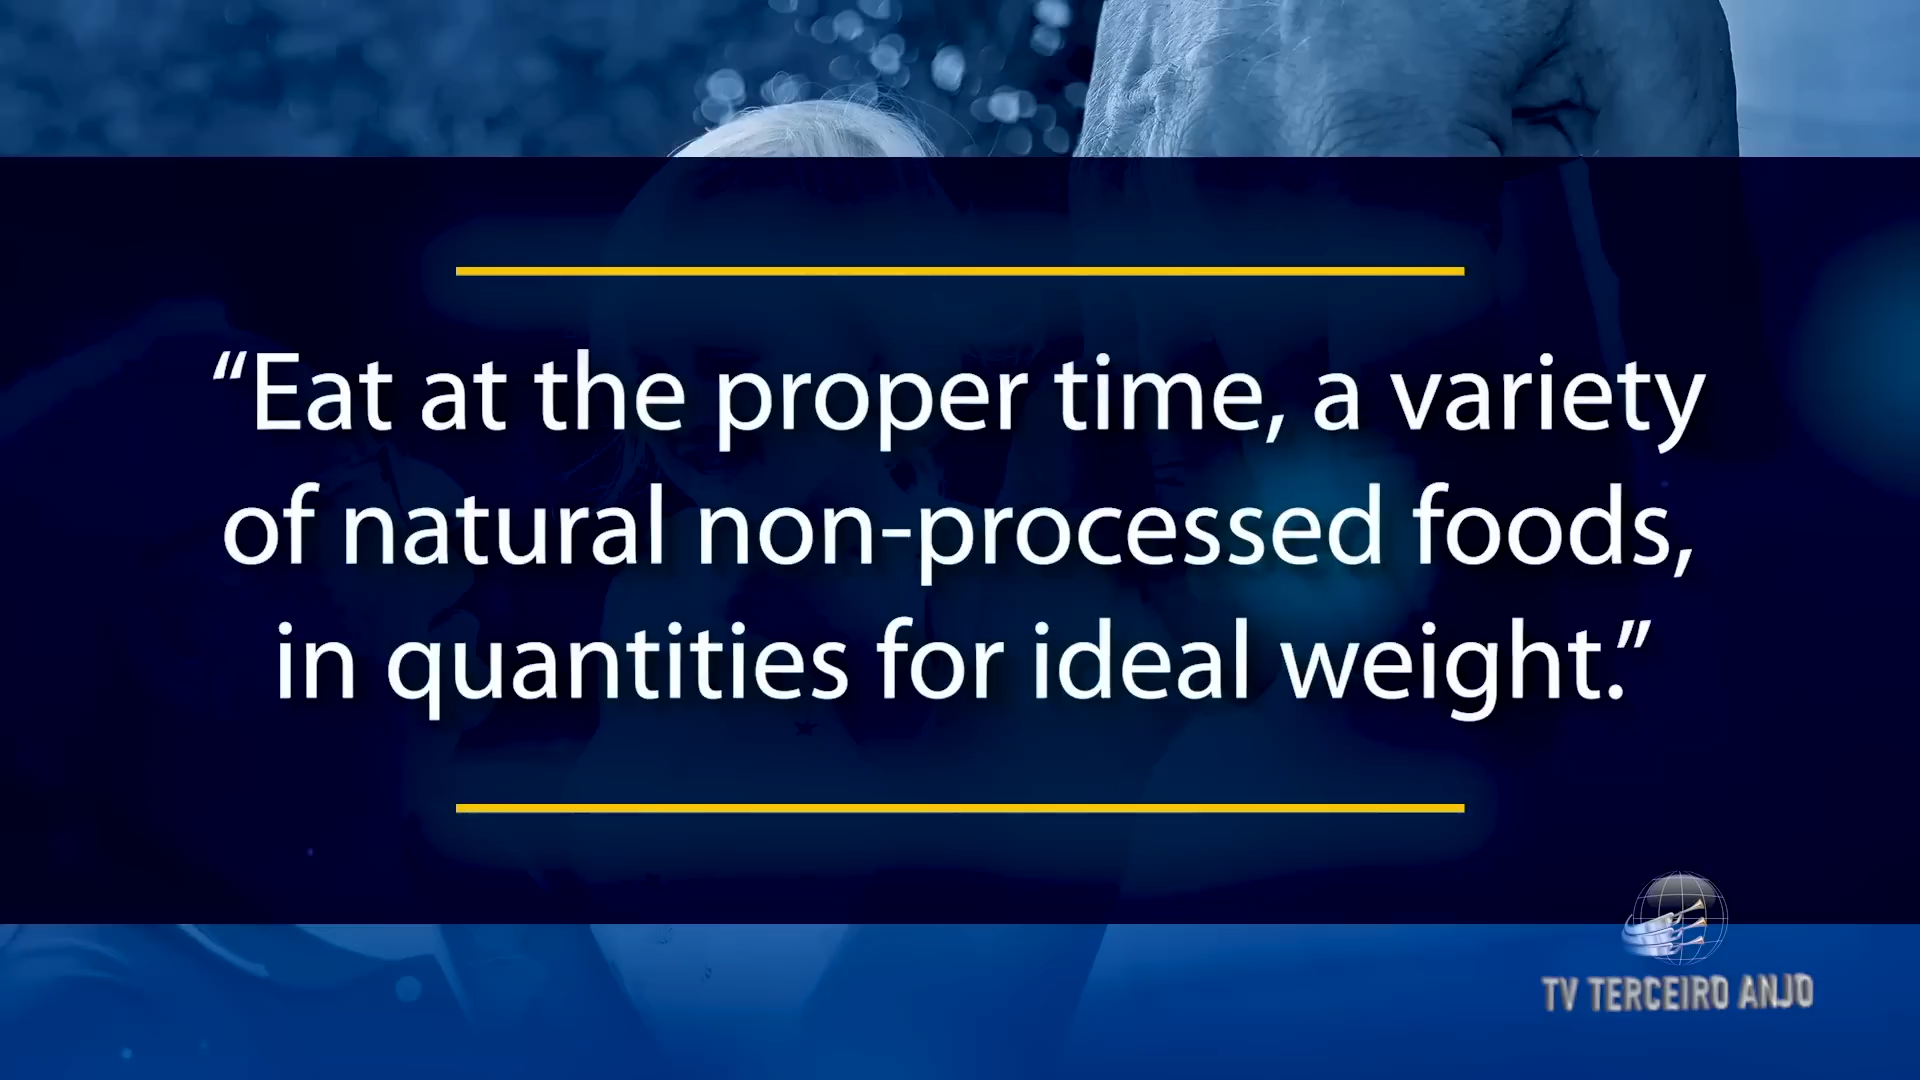 “Eat at the proper time, a variety
of natural non-processed foods,
in quantities for ideal weight.”
TV TERCEIRO ANJO